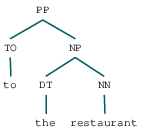 PP
TO NP
to DT NN
the restaurant